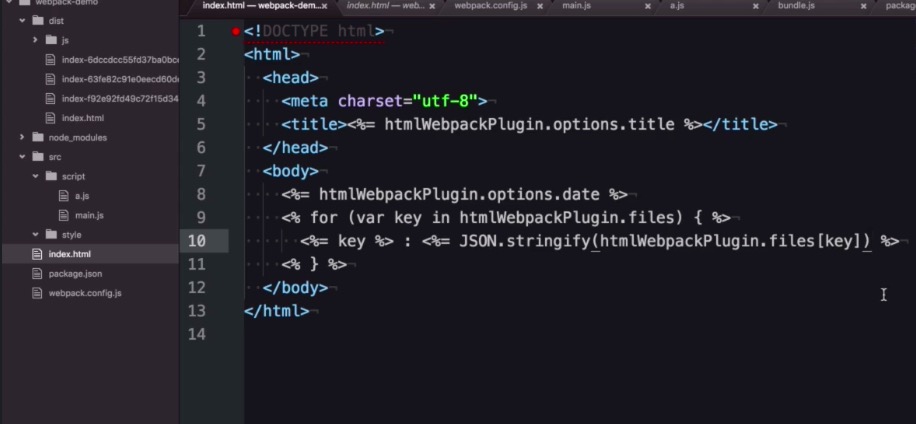 webpack-demo
dist
js
index-6dccdcc55fd37ba0bce
index-63fe82c91e0eecd60de
index-f92e92fd49c72f15d34
index.html
node_modules
src
script
a.js
main.js
style
index.html
package.json
webpack.config.js
index.html — webpack-dem... index.html — web... webpack.config.js main.js a.js bundle.js packag
1 <!DOCTYPE html>
2 <html>
3 <head>
4 <meta charset="utf-8">
5 <title><%= htmlWebpackPlugin.options.title %></title>
6 </head>
7 <body>
8 <%= htmlWebpackPlugin.options.date %>
9 <% for (var key in htmlWebpackPlugin.files) { %>
10 <%= key %> : <%= JSON.stringify(htmlWebpackPlugin.files[key]) %>
11 <% } %>
12 </body>
13 </html>
14